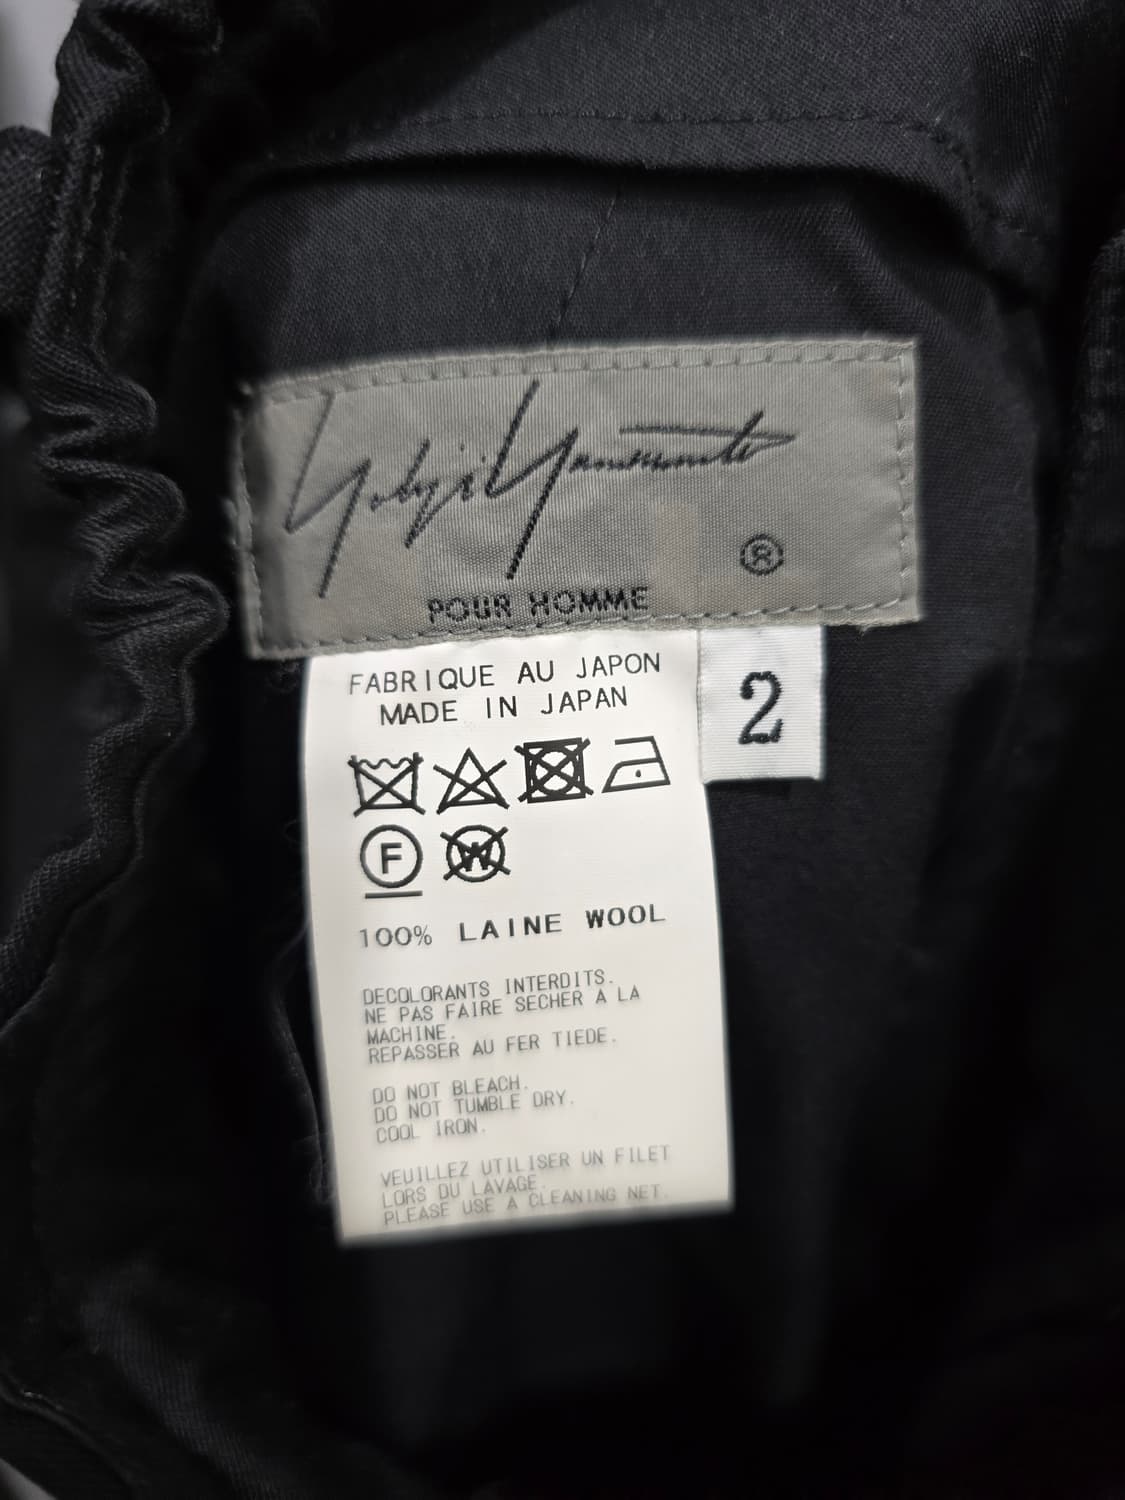 Yohji Yamamoto
®
POUR HOMME
FABRIQUE AU JAPON
MADE IN JAPAN
2
F
W
100% LAINE WOOL
DECOLORANTS INTERDITS.
NE PAS FAIRE SECHER A LA
MACHINE.
REPASSER AU FER TIEDE.
DO NOT BLEACH.
DO NOT TUMBLE DRY.
COOL IRON.
VEUILLEZ UTILISER UN FILET
LORS DU LAVAGE.
PLEASE USE A CLEANING NET.